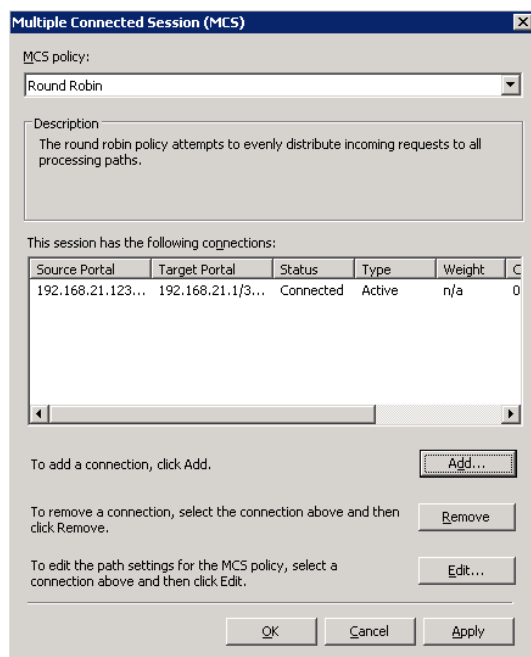 Multiple Connected Session (MCS)
MCS policy:
Round Robin
Description
The round robin policy attempts to evenly distribute incoming requests to all
processing paths.
This session has the following connections:
Source Portal Target Portal Status Type Weight C
192.168.21.123... 192.168.21.1/3... Connected Active n/a 0
To add a connection, click Add.
Add...
To remove a connection, select the connection above and then
click Remove.
Remove
To edit the path settings for the MCS policy, select a
connection above and then click Edit.
Edit...
OK Cancel Apply